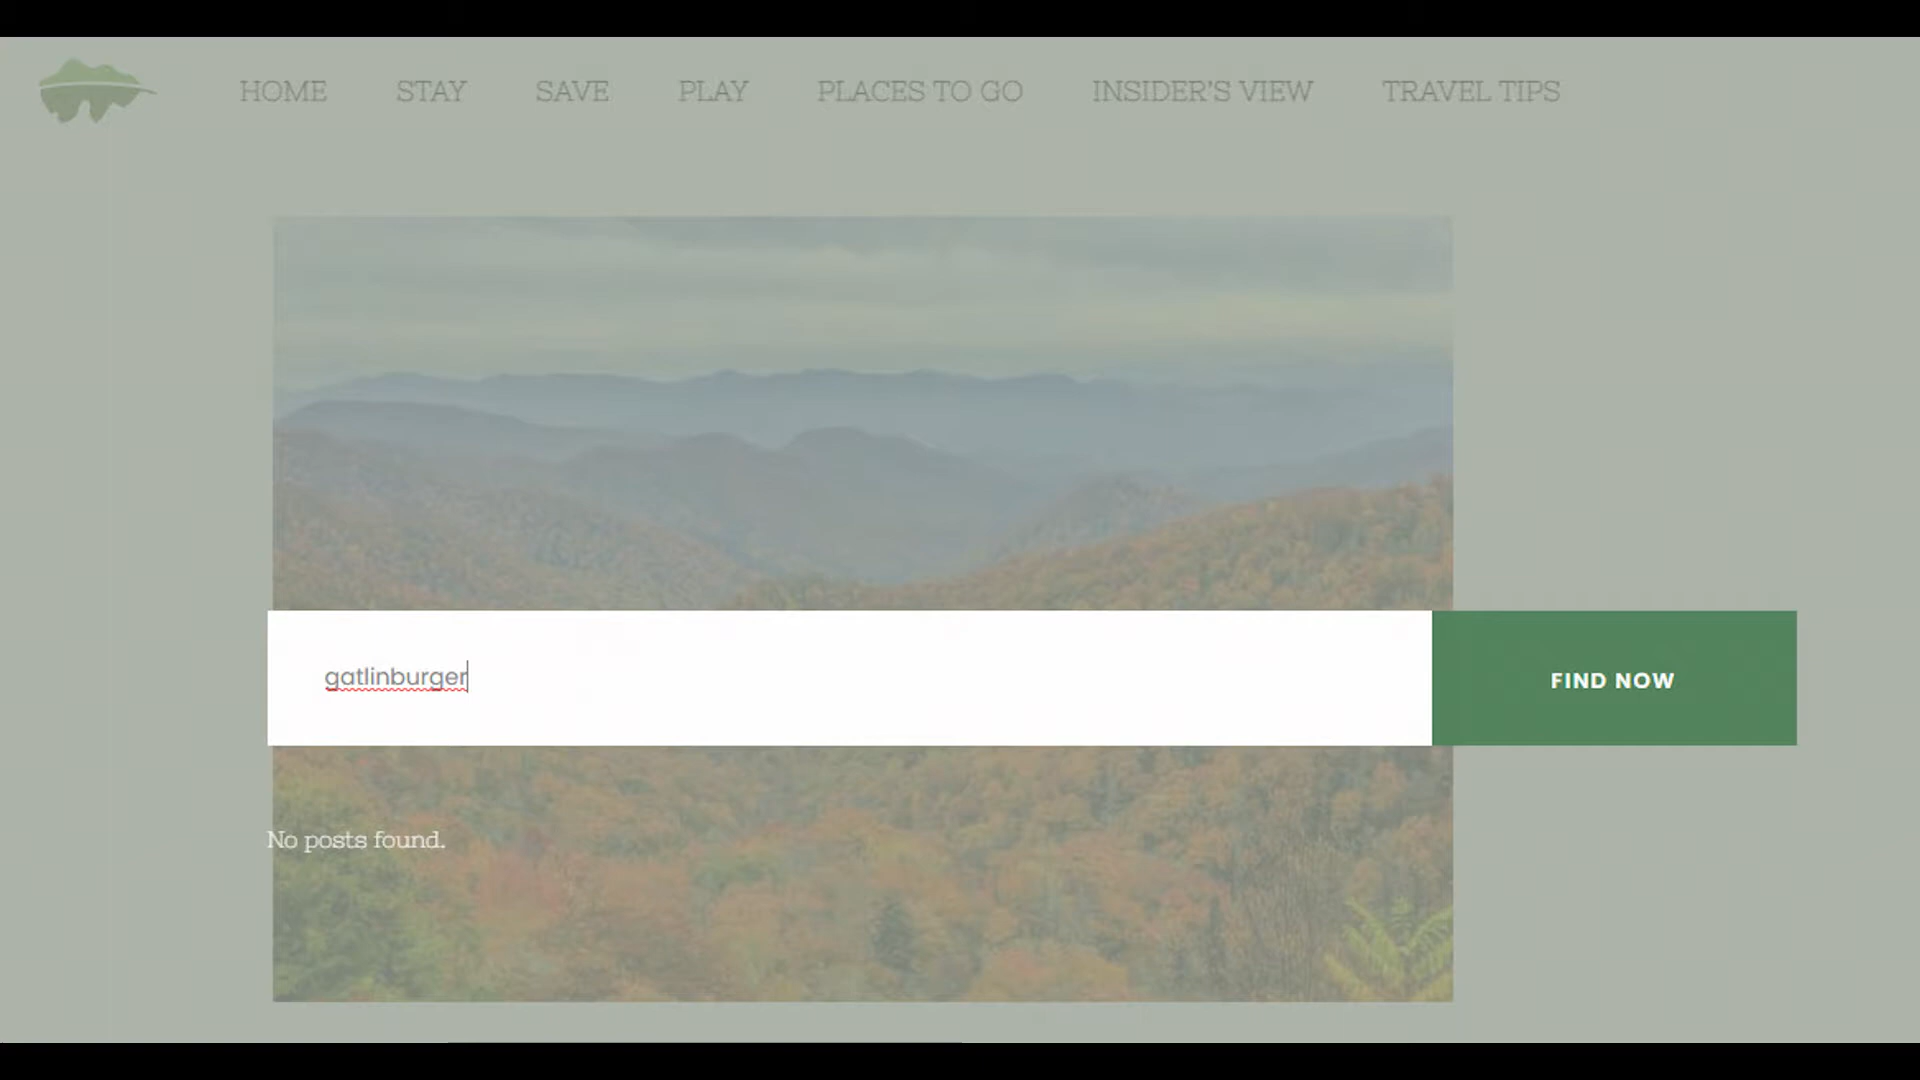 HOME STAY SAVE PLAY PLACES TO GO INSIDER'S VIEW TRAVEL TIPS
gatlinburger
FIND NOW
No posts found.